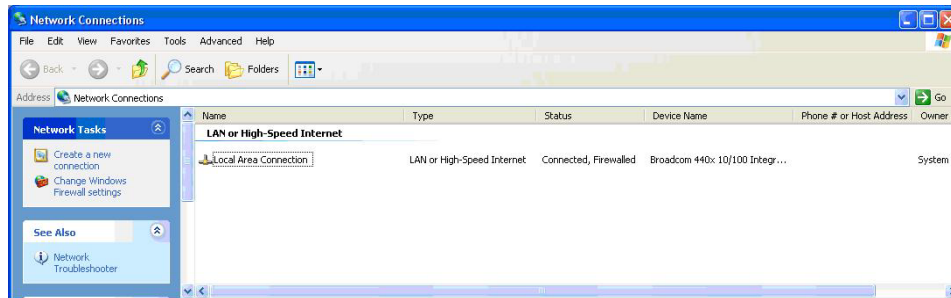 Network Connections
File Edit View Favorites Tools Advanced Help
Back Search Folders
Address Network Connections Go
Network Tasks
Create a new
connection
Change Windows
Firewall settings
See Also
Network
Troubleshooter
Name Type Status Device Name Phone # or Host Address Owner
LAN or High-Speed Internet
Local Area Connection LAN or High-Speed Internet Connected, Firewalled Broadcom 440x 10/100 Integr... System